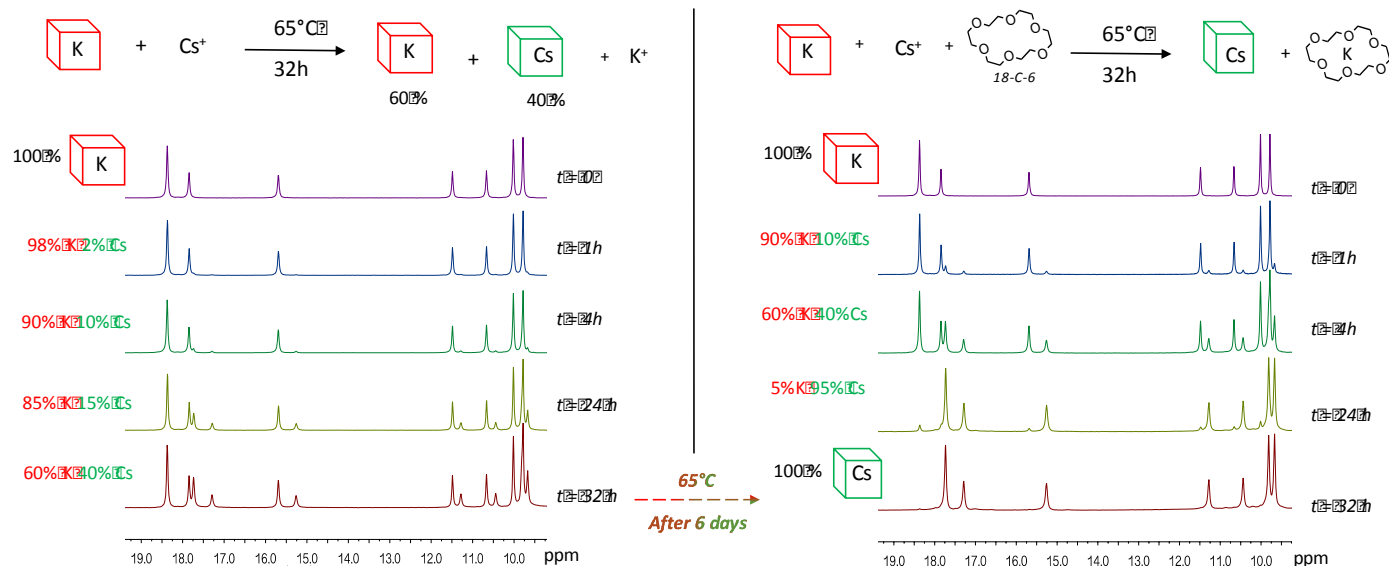 K + Cs⁺ 65°C⍰ 32h K + Cs + K⁺
60⍰% 40⍰%
100⍰% K t⍰=⍰0⍰
98%⍰K⍰-2%⍰Cs t⍰=⍰1h
90%⍰K⍰-10%⍰Cs t⍰=⍰4h
85%⍰K⍰-15%⍰Cs t⍰=⍰24⍰h
60%⍰K⍰-40%⍰Cs t⍰=⍰32⍰h
19.0 18.0 17.0 16.0 15.0 14.0 13.0 12.0 11.0 10.0 ppm
65°C
After 6 days
K + Cs⁺ + O O O O O O 65°C⍰ 32h Cs + O O O K O O O
18-C-6
100⍰% K t⍰=⍰0⍰
90%⍰K⍰-10%⍰Cs t⍰=⍰1h
60%⍰K⍰-40%Cs t⍰=⍰4h
5%K⍰-95%⍰Cs t⍰=⍰24⍰h
100⍰% Cs t⍰=⍰32⍰h
19.0 18.0 17.0 16.0 15.0 14.0 13.0 12.0 11.0 10.0 ppm